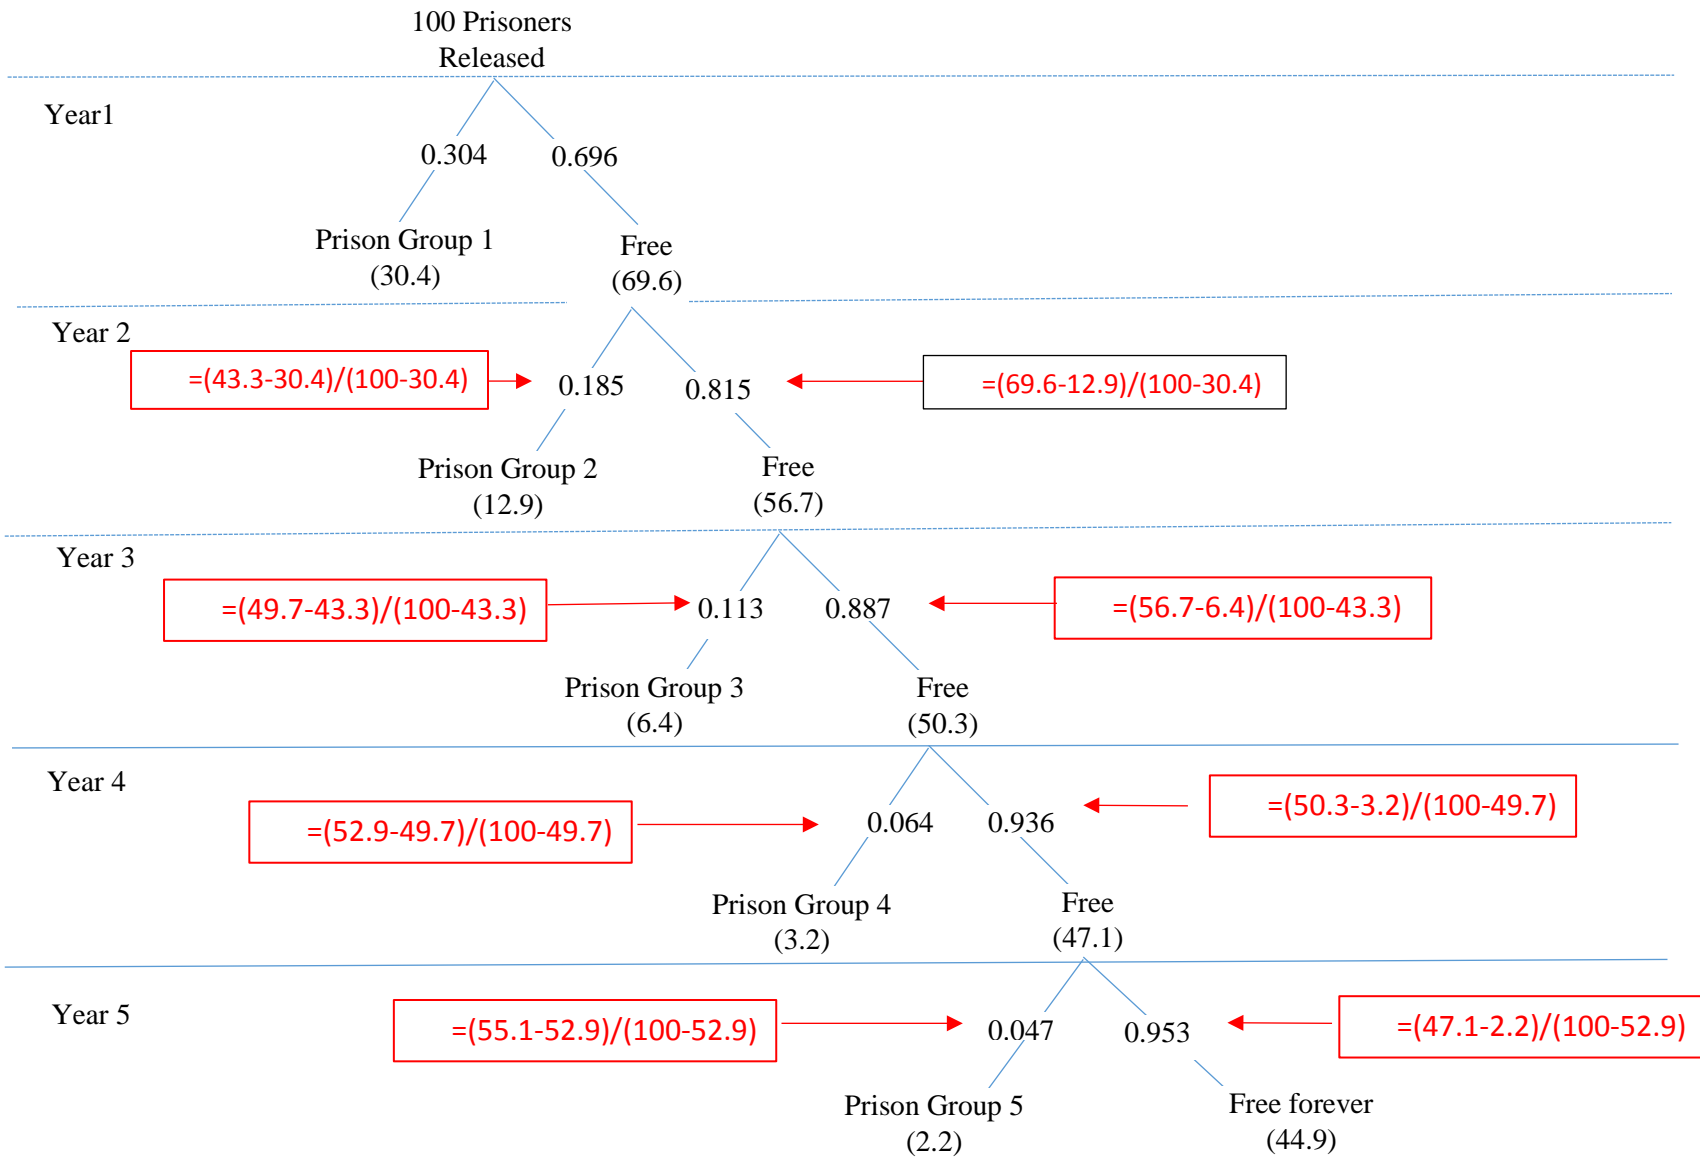 100 Prisoners
Released
Year1
0.304 0.696
Prison Group 1
(30.4)
Free
(69.6)
Year 2
=(43.3-30.4)/(100-30.4)
0.185 0.815
=(69.6-12.9)/(100-30.4)
Prison Group 2
(12.9)
Free
(56.7)
Year 3
=(49.7-43.3)/(100-43.3)
0.113 0.887
=(56.7-6.4)/(100-43.3)
Prison Group 3
(6.4)
Free
(50.3)
Year 4
=(52.9-49.7)/(100-49.7)
0.064 0.936
=(50.3-3.2)/(100-49.7)
Prison Group 4
(3.2)
Free
(47.1)
Year 5
=(55.1-52.9)/(100-52.9)
0.047 0.953
=(47.1-2.2)/(100-52.9)
Prison Group 5
(2.2)
Free forever
(44.9)